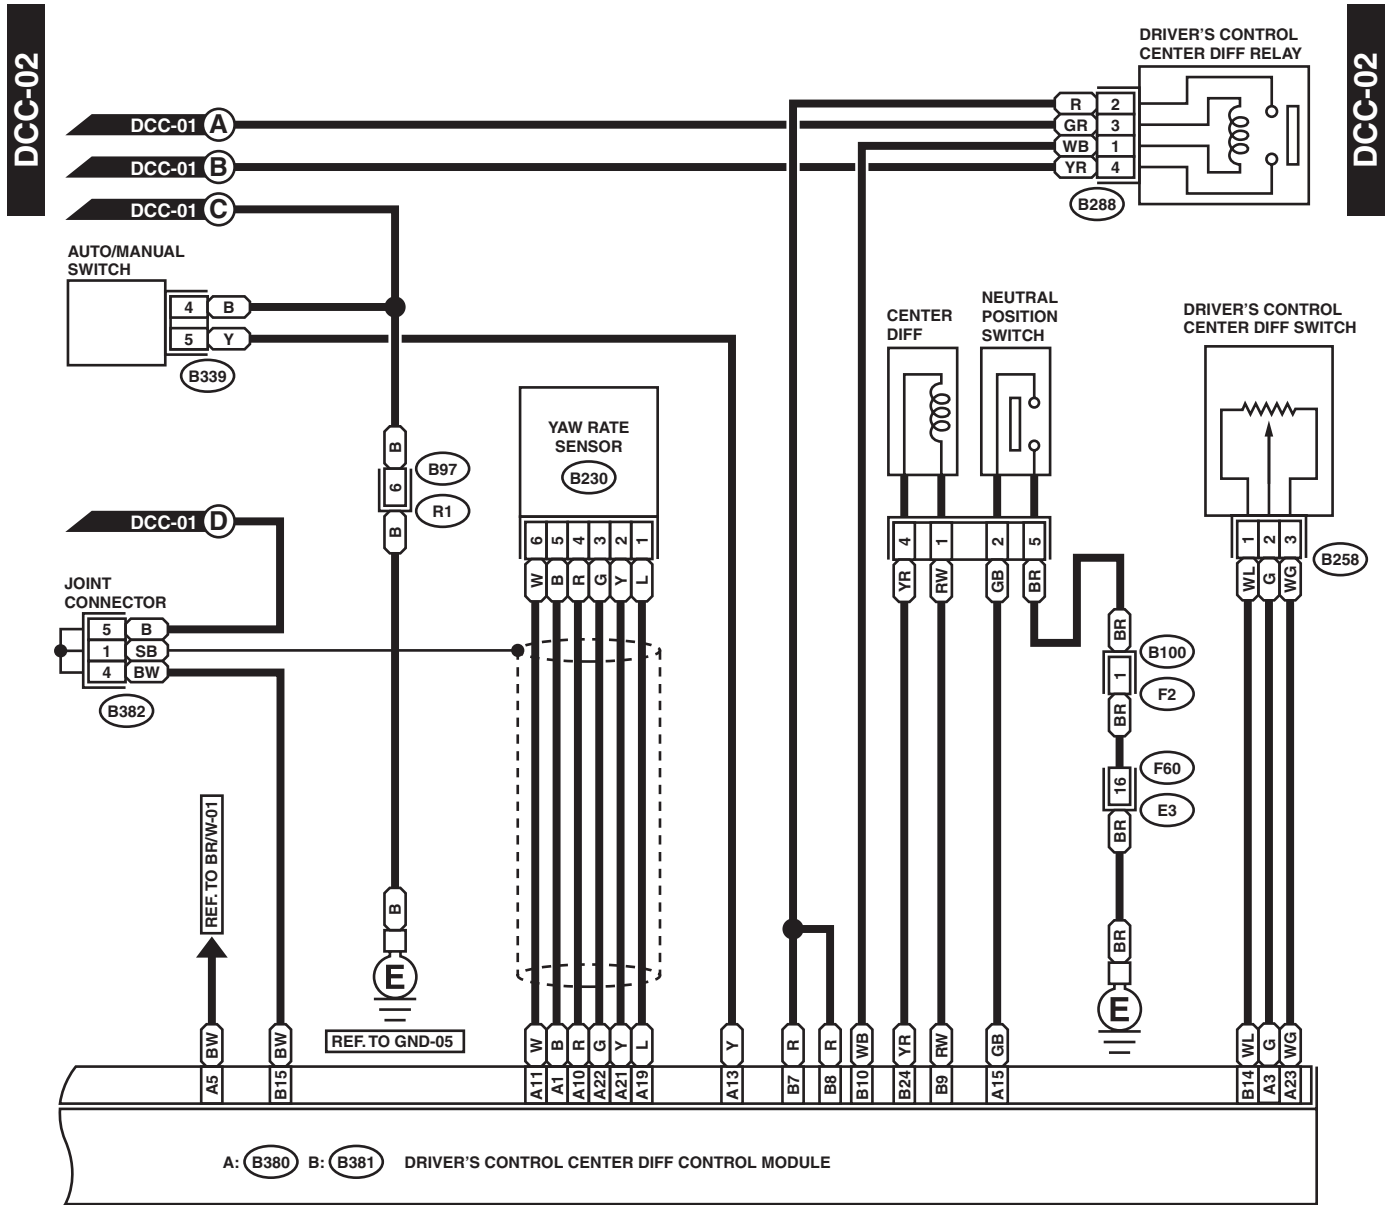 DCC-02
DCC-02
DRIVER'S CONTROL
CENTER DIFF RELAY
R 2
GR 3
WB 1
YR 4
B288
DCC-01 A
DCC-01 B
DCC-01 C
AUTO/MANUAL
SWITCH
4 B
5 Y
B339
NEUTRAL
POSITION
SWITCH
CENTER
DIFF
DRIVER'S CONTROL
CENTER DIFF SWITCH
YAW RATE
SENSOR
B230
B
6
B
B97
R1
DCC-01 D
6 5 4 3 2 1
W B R G Y L
4 1 2 5
YR RW GB BR
1 2 3
WL G WG
B258
JOINT
CONNECTOR
5 B
1 SB
4 BW
B382
BR
1
BR
B100
F2
16
BR
F60
E3
REF. TO BR/W-01
B
E
BR
E
REF. TO GND-05
BW BW W B R G Y L Y R R WB YR RW GB WL G WG
A5 B15 A11 A1 A10 A22 A21 A19 A13 B7 B8 B10 B24 B9 A15 B14 A3 A23
A: B380 B: B381 DRIVER'S CONTROL CENTER DIFF CONTROL MODULE